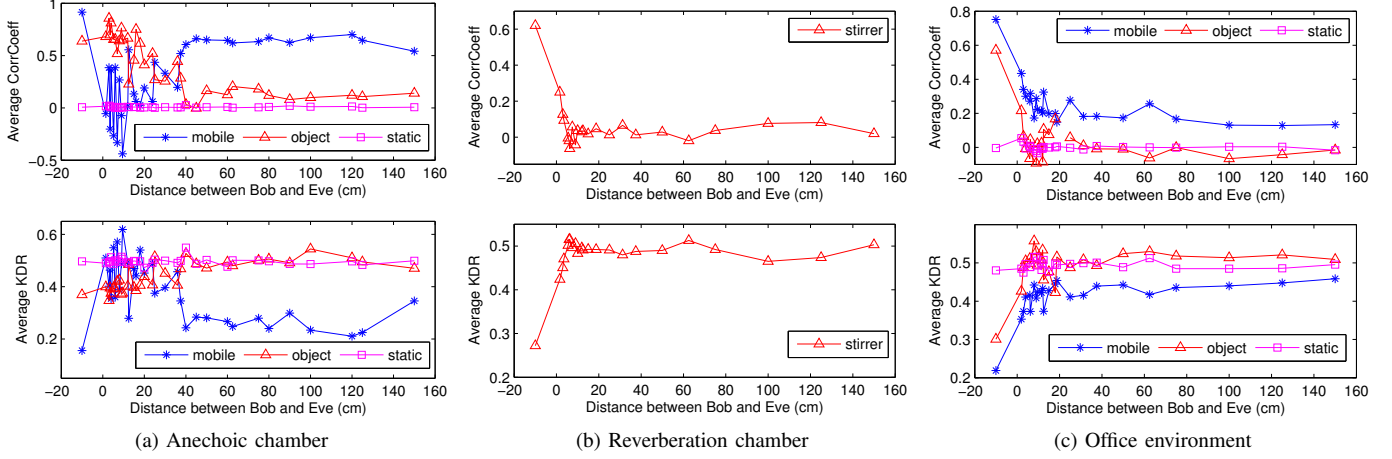 Average CorrCoeff
1
0.5
0
−0.5
−20 0 20 40 60 80 100 120 140 160
Distance between Bob and Eve (cm)
mobile object static
Average KDR
0.6
0.4
0.2
−20 0 20 40 60 80 100 120 140 160
Distance between Bob and Eve (cm)
mobile object static
(a) Anechoic chamber
Average CorrCoeff
0.8
0.6
0.4
0.2
0
−0.2
−20 0 20 40 60 80 100 120 140 160
Distance between Bob and Eve (cm)
stirrer
Average KDR
0.6
0.5
0.4
0.3
0.2
−20 0 20 40 60 80 100 120 140 160
Distance between Bob and Eve (cm)
stirrer
(b) Reverberation chamber
Average CorrCoeff
0.8
0.6
0.4
0.2
0
−20 0 20 40 60 80 100 120 140 160
Distance between Bob and Eve (cm)
mobile object static
Average KDR
0.6
0.5
0.4
0.3
0.2
−20 0 20 40 60 80 100 120 140 160
Distance between Bob and Eve (cm)
mobile object static
(c) Office environment